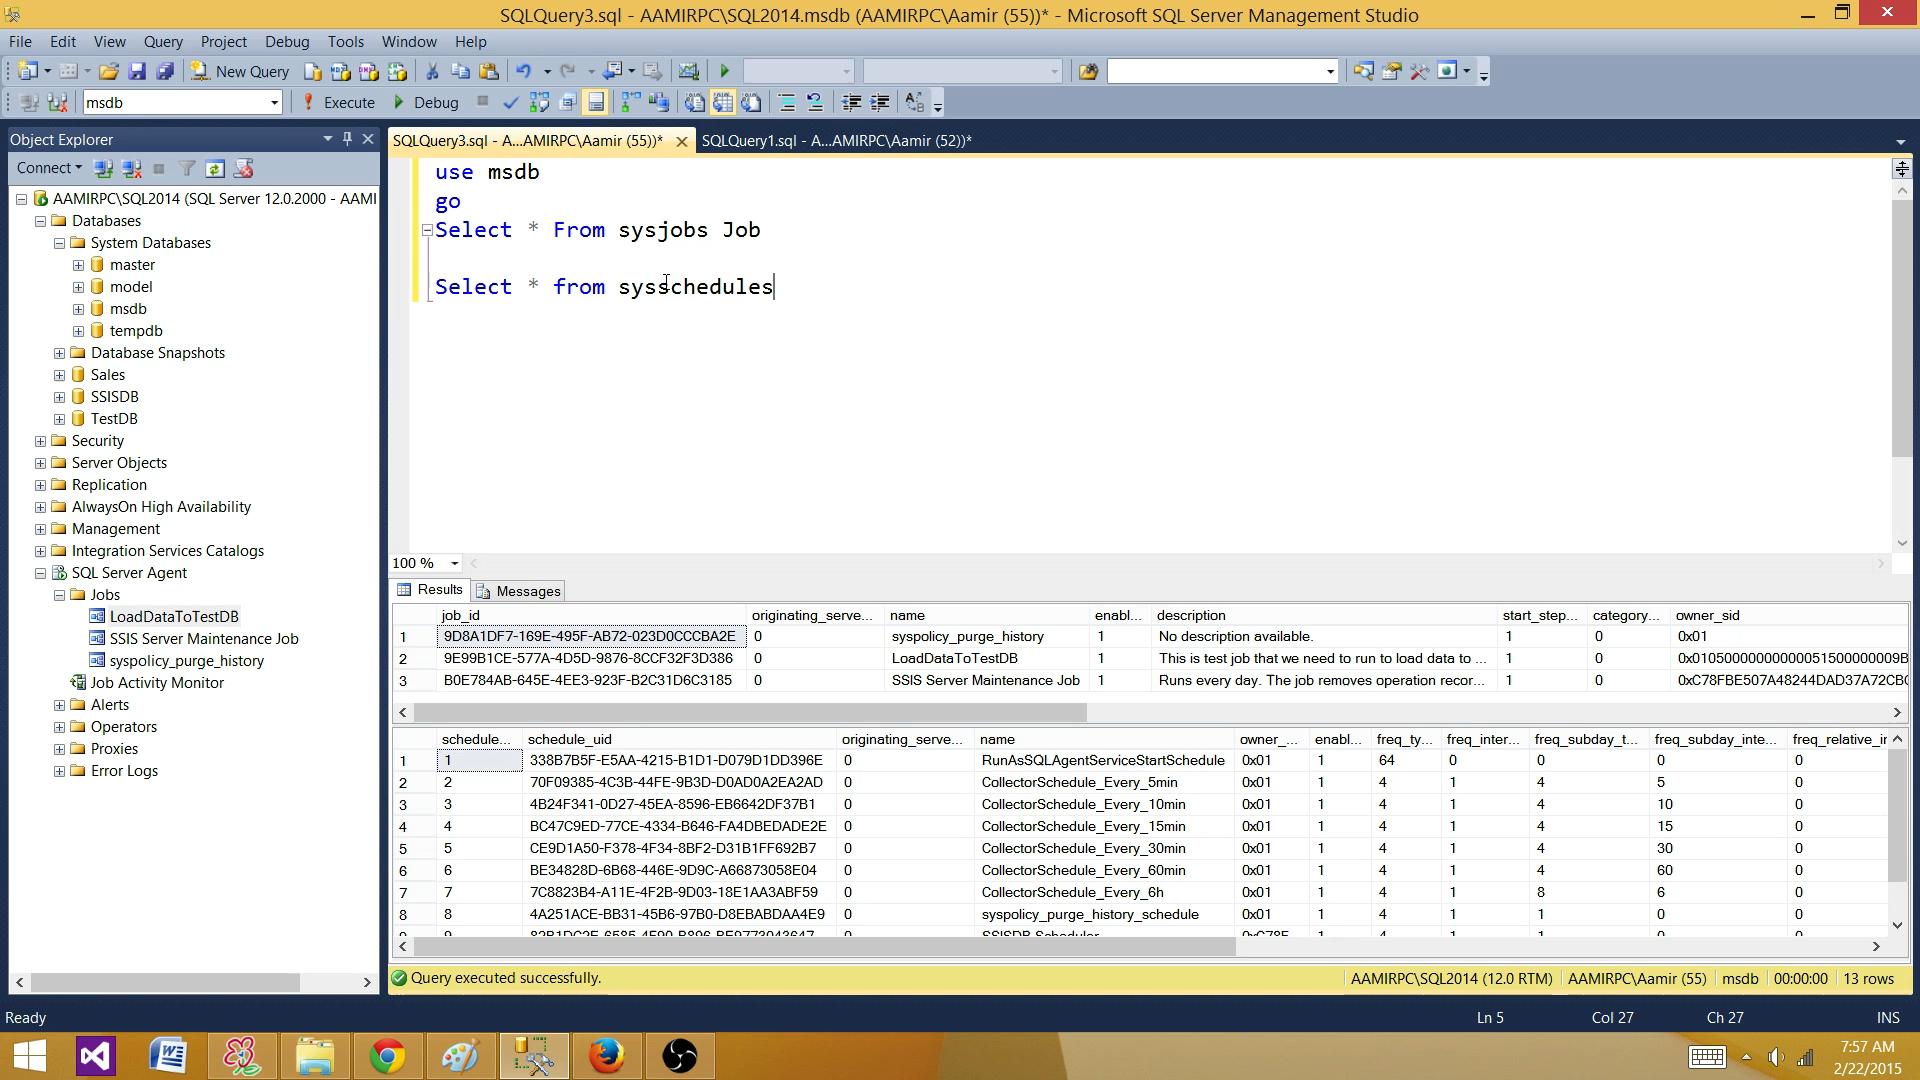 SQLQuery3.sql - AAMIRPC\SQL2014.msdb (AAMIRPC\Aamir (55))* - Microsoft SQL Server Management Studio
File Edit View Query Project Debug Tools Window Help
New Query
msdb Execute Debug
Object Explorer
Connect
AAMIRPC\SQL2014 (SQL Server 12.0.2000 - AAMI
Databases
System Databases
master
model
msdb
tempdb
Database Snapshots
Sales
SSISDB
TestDB
Security
Server Objects
Replication
AlwaysOn High Availability
Management
Integration Services Catalogs
SQL Server Agent
Jobs
LoadDataToTestDB
SSIS Server Maintenance Job
syspolicy_purge_history
Job Activity Monitor
Alerts
Operators
Proxies
Error Logs
SQLQuery3.sql - A...AMIRPC\Aamir (55))* SQLQuery1.sql - A...AMIRPC\Aamir (52))*
use msdb
go
Select * From sysjobs Job
Select * from sysschedules
100 %
Results Messages
job_id originating_serve... name enabl... description start_step... category... owner_sid
1 9D8A1DF7-169E-495F-AB72-023D0CCCBA2E 0 syspolicy_purge_history 1 No description available. 1 0 0x01
2 9E99B1CE-577A-4D5D-9876-8CCF32F3D386 0 LoadDataToTestDB 1 This is test job that we need to run to load data to ... 1 0 0x010500000000000515000000009B
3 B0E784AB-645E-4EE3-923F-B2C31D6C3185 0 SSIS Server Maintenance Job 1 Runs every day. The job removes operation recor... 1 0 0xC78FBE507A48244DAD37A72CB
schedule... schedule_uid originating_serve... name owner_... enabl... freq_ty... freq_inter... freq_subday_t... freq_subday_inte... freq_relative_ir
1 1 338B7B5F-E5AA-4215-B1D1-D079D1DD396E 0 RunAsSQLAgentServiceStartSchedule 0x01 1 64 0 0 0 0
2 2 70F09385-4C3B-44FE-9B3D-D0AD0A2EA2AD 0 CollectorSchedule_Every_5min 0x01 1 4 1 4 5 0
3 3 4B24F341-0D27-45EA-8596-EB6642DF37B1 0 CollectorSchedule_Every_10min 0x01 1 4 1 4 10 0
4 4 BC47C9ED-77CE-4334-B646-FA4DBEDADE2E 0 CollectorSchedule_Every_15min 0x01 1 4 1 4 15 0
5 5 CE9D1A50-F378-4F34-8BF2-D31B1FF692B7 0 CollectorSchedule_Every_30min 0x01 1 4 1 4 30 0
6 6 BE34828D-6B68-446E-9D9C-A66873058E04 0 CollectorSchedule_Every_60min 0x01 1 4 1 4 60 0
7 7 7C8823B4-A11E-4F2B-9D03-18E1AA3ABF59 0 CollectorSchedule_Every_6h 0x01 1 4 1 8 6 0
8 8 4A251ACE-BB31-45B6-97B0-D8EBABDAA4E9 0 syspolicy_purge_history_schedule 0x01 1 4 1 1 0 0
Query executed successfully. AAMIRPC\SQL2014 (12.0 RTM) AAMIRPC\Aamir (55) msdb 00:00:00 13 rows
Ready Ln 5 Col 27 Ch 27 INS
7:57 AM
2/22/2015